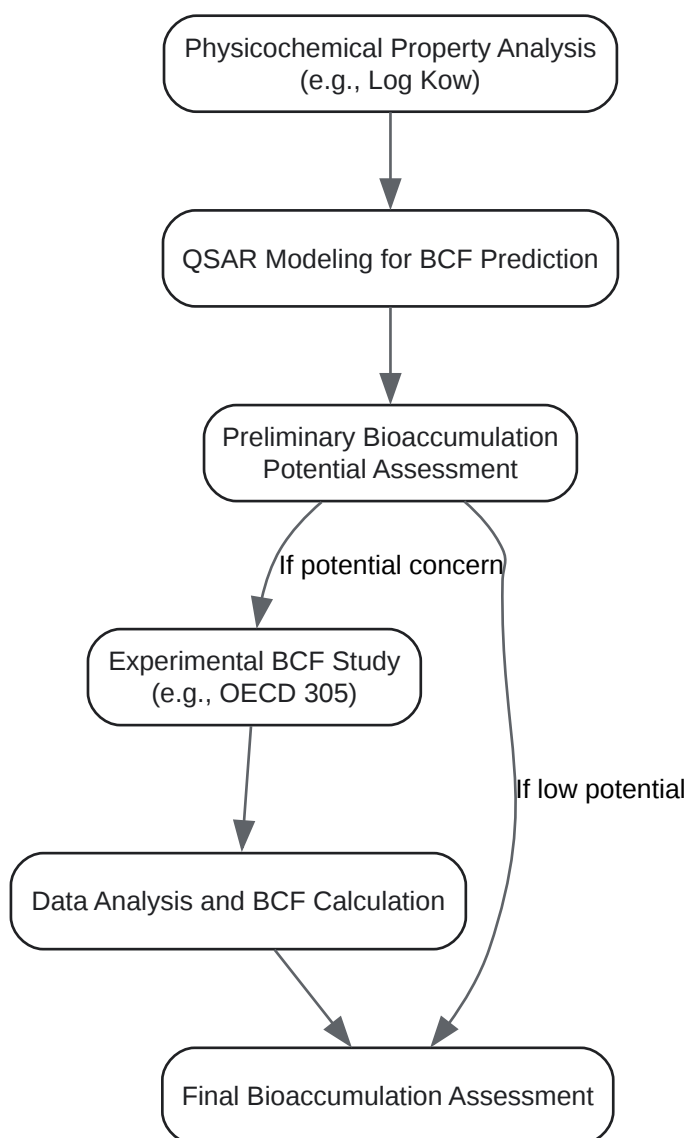 Physicochemical Property Analysis
(e.g., Log Kow)
QSAR Modeling for BCF Prediction
Preliminary Bioaccumulation
Potential Assessment
If potential concern
Experimental BCF Study
(e.g., OECD 305)
If low potential
Data Analysis and BCF Calculation
Final Bioaccumulation Assessment